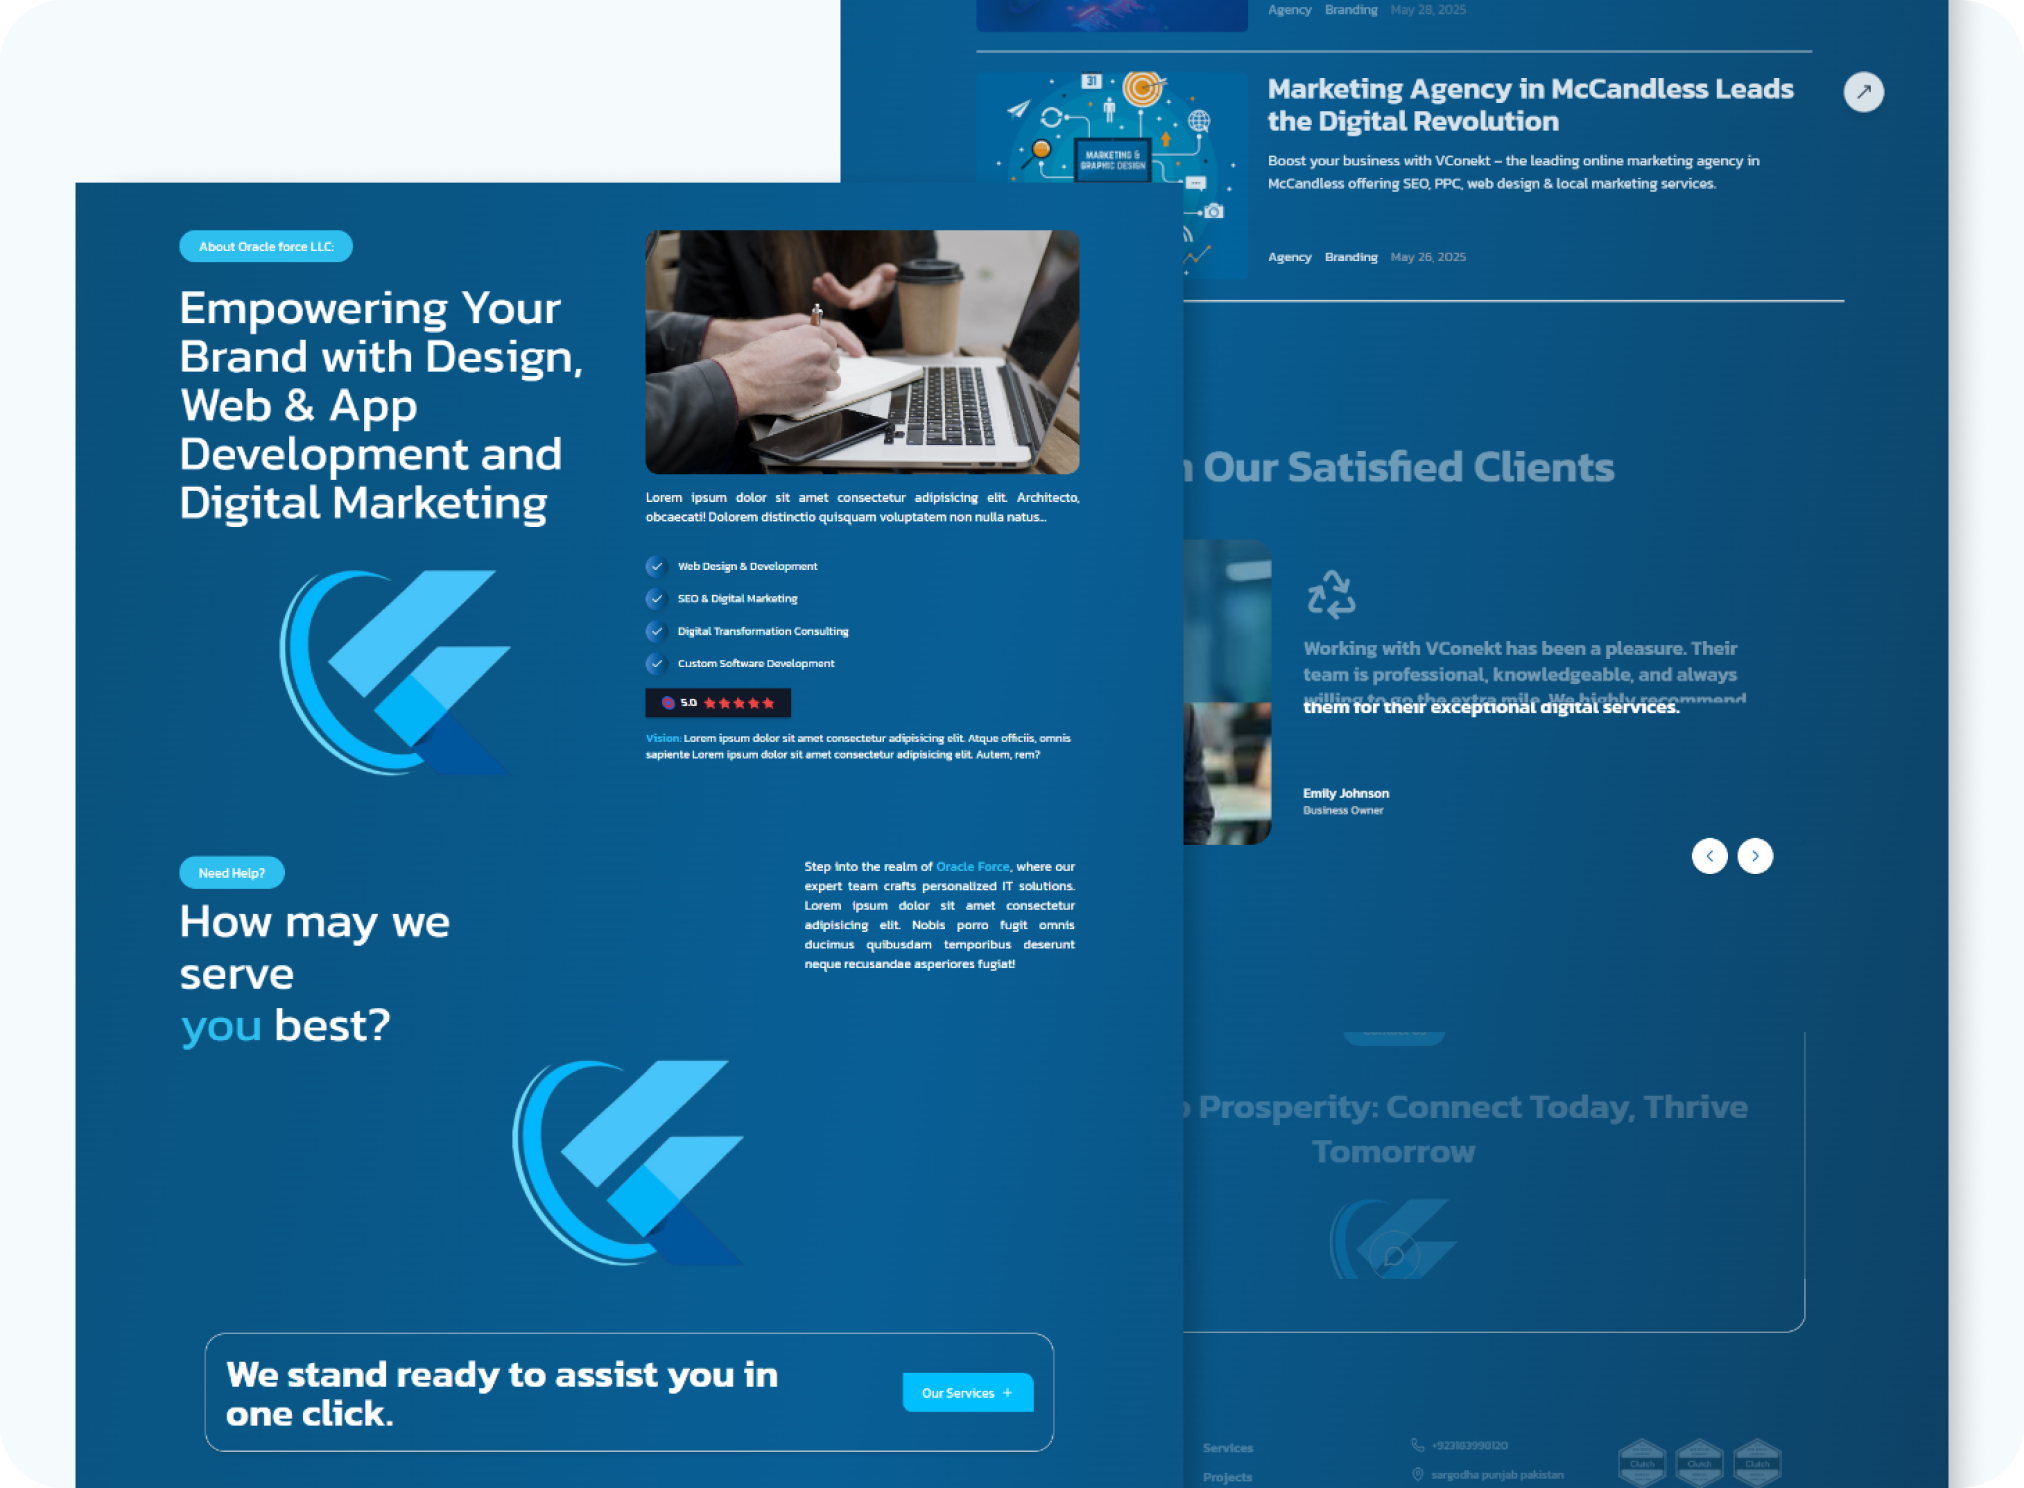 Agency Branding May 28, 2025
31
MARKETING &
GRAPHIC DESIGN
Marketing Agency in McCandless Leads
the Digital Revolution
Boost your business with VConekt – the leading online marketing agency in
McCandless offering SEO, PPC, web design & local marketing services.
Agency Branding May 26, 2025
About Oracle force LLC:
Empowering Your
Brand with Design,
Web & App
Development and
Digital Marketing
Lorem ipsum dolor sit amet consectetur adipisicing elit. Architecto,
obcaecati! Dolorem distinctio quisquam voluptatem non nulla natus...
Web Design & Development
SEO & Digital Marketing
Digital Transformation Consulting
Custom Software Development
5.0
Vision: Lorem ipsum dolor sit amet consectetur adipisicing elit. Atque officiis, omnis
sapiente Lorem ipsum dolor sit amet consectetur adipisicing elit. Autem, rem?
Need Help?
How may we
serve
you best?
Step into the realm of Oracle Force, where our
expert team crafts personalized IT solutions.
Lorem ipsum dolor sit amet consectetur
adipisicing elit. Nobis porro fugit omnis
ducimus quibusdam temporibus deserunt
neque recusandae asperiores fugiat!
We stand ready to assist you in
one click.
Our Services +
Our Satisfied Clients
Working with VConekt has been a pleasure. Their
team is professional, knowledgeable, and always
willing to go the extra mile. We highly recommend
them for their exceptional digital services.
Emily Johnson
Business Owner
Prosperity: Connect Today, Thrive
Tomorrow
Services
Projects
+923183998120
sargodha punjab pakistan
Clutch
Clutch
Clutch